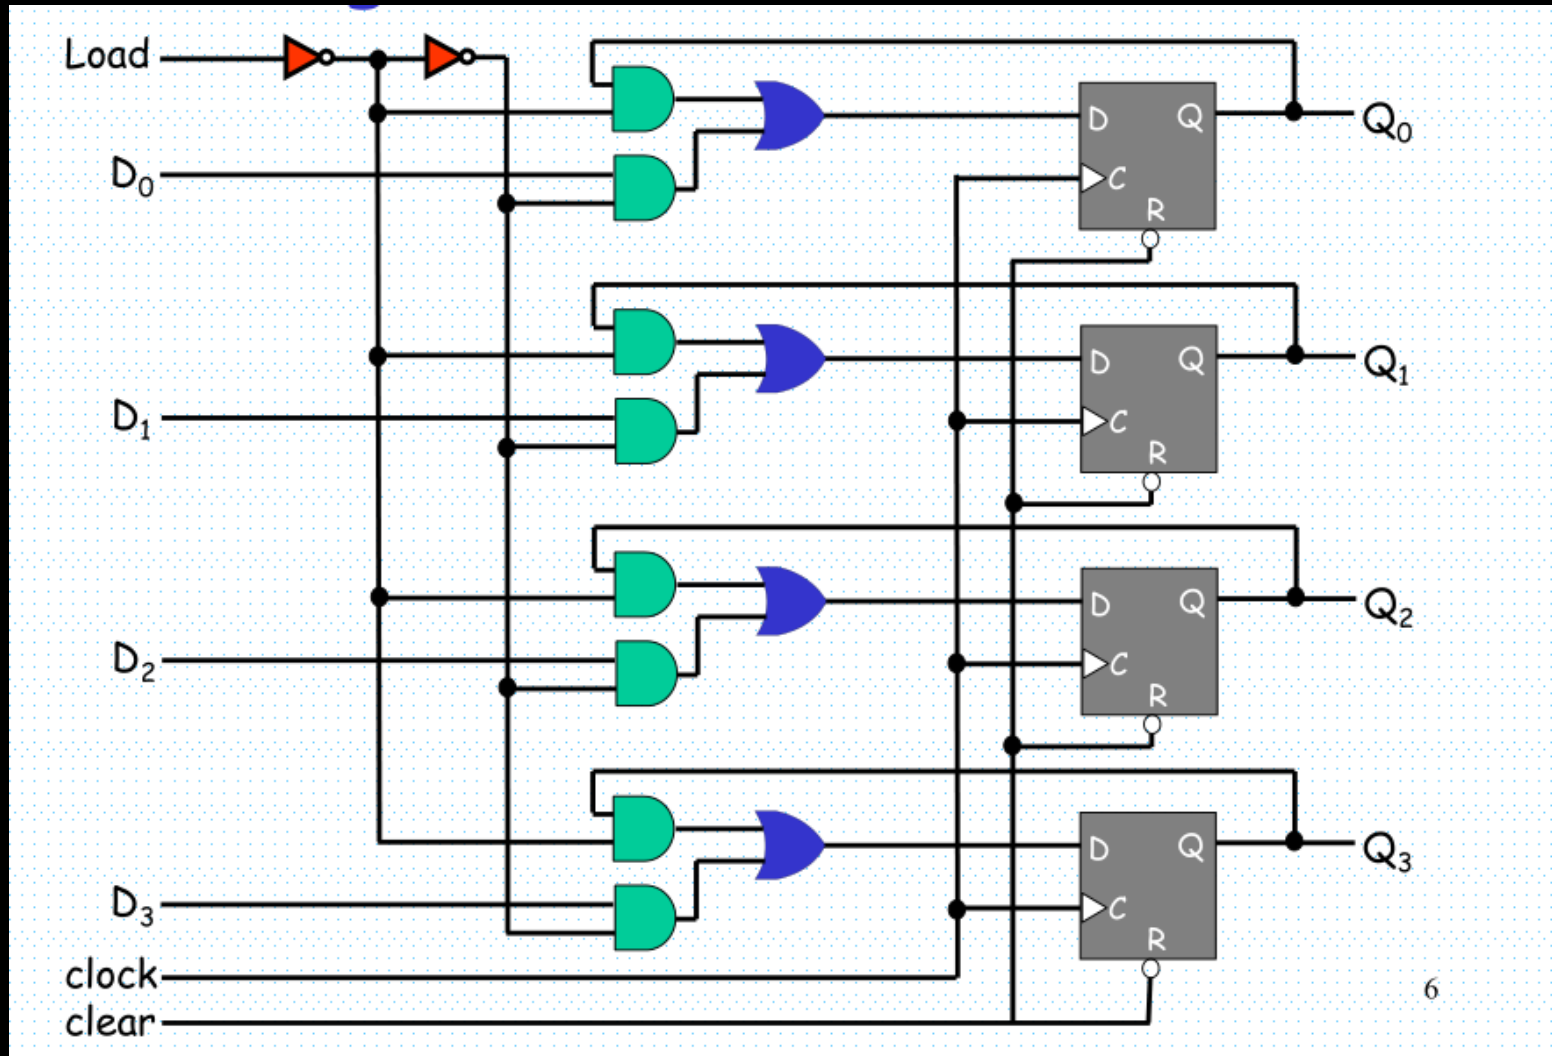 Load
D Q Q₀
D₀
C
R
D Q Q₁
D₁
C
R
D Q Q₂
D₂
C
R
D Q Q₃
D₃
C
R
clock
6
clear